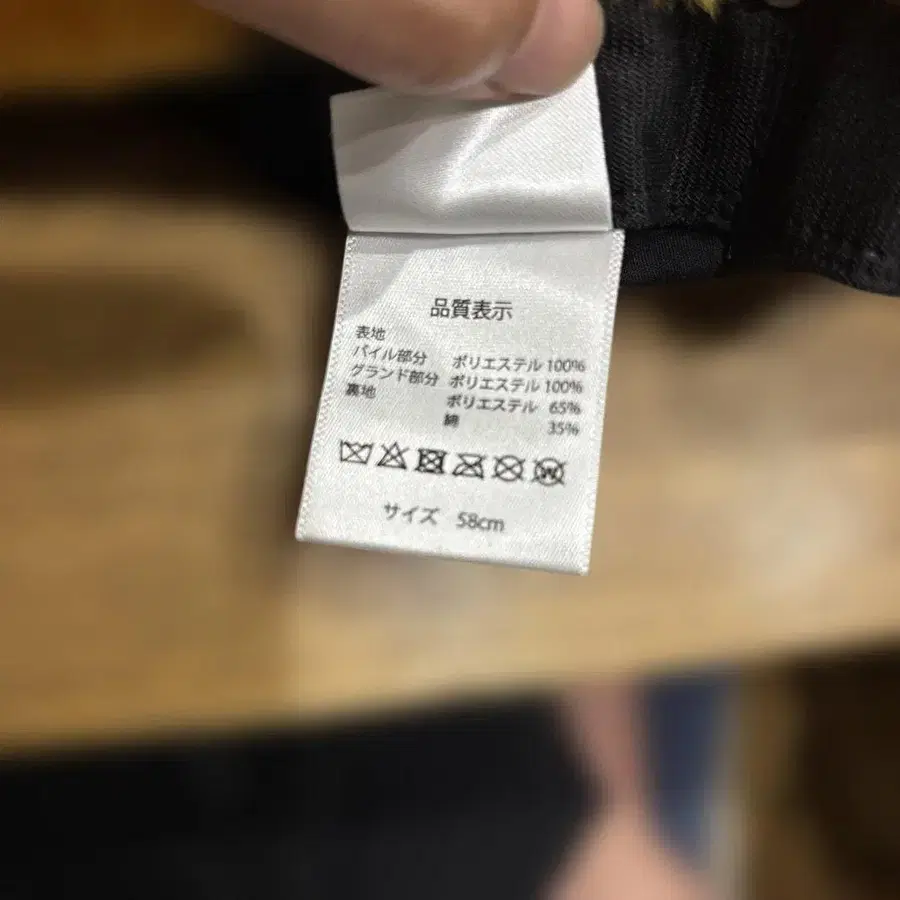 品質表示
表地
パイル部分 ポリエステル 100%
グランド部分 ポリエステル 100%
裏地 ポリエステル 65%
綿 35%
サイズ 58cm